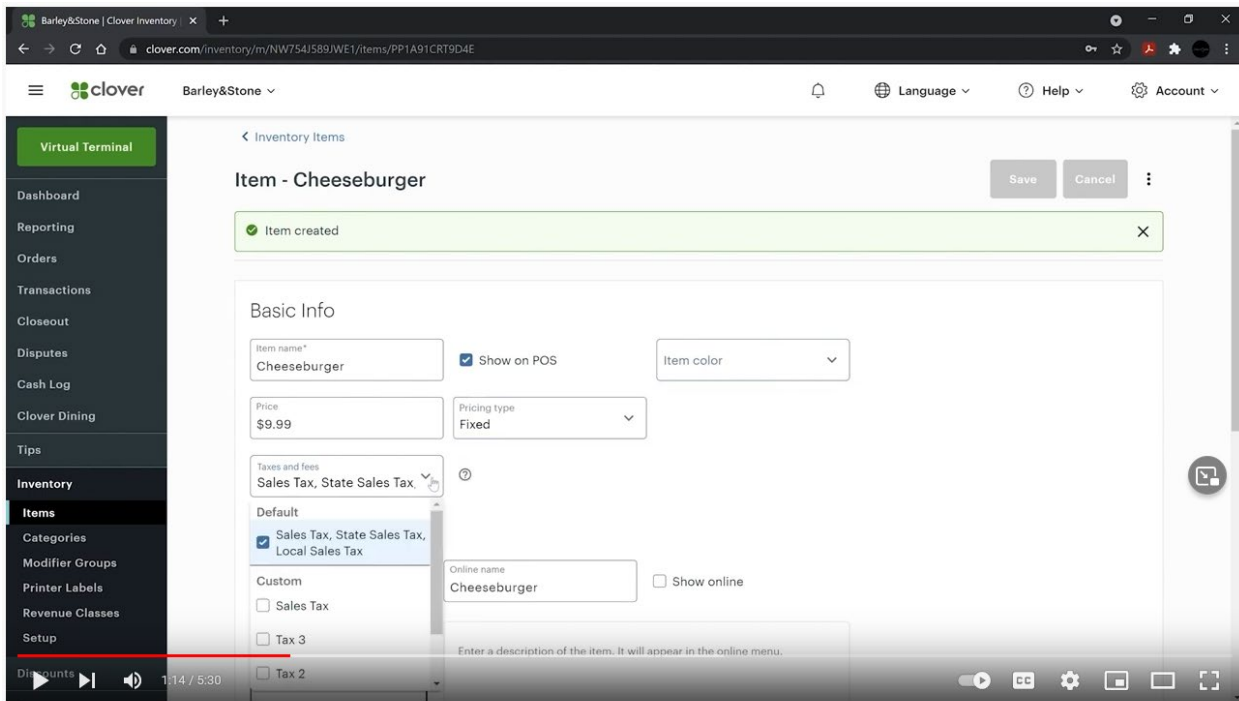 Barley&Stone | Clover Inventory
clover.com/inventory/m/NW754J589JWE1/items/PP1A91CRT9D4E
clover
Barley&Stone
Language
Help
Account
Virtual Terminal
Dashboard
Reporting
Orders
Transactions
Closeout
Disputes
Cash Log
Clover Dining
Tips
Inventory
Items
Categories
Modifier Groups
Printer Labels
Revenue Classes
Setup
Discounts
Inventory Items
Item - Cheeseburger
Save
Cancel
Item created
Basic Info
Item name*
Cheeseburger
Show on POS
Item color
Price
$9.99
Pricing type
Fixed
Taxes and fees
Sales Tax, State Sales Tax,
Default
Sales Tax, State Sales Tax,
Local Sales Tax
Custom
Sales Tax
Tax 3
Tax 2
Online name
Cheeseburger
Show online
Enter a description of the item. It will appear in the online menu.
1:14 / 5:30
CC